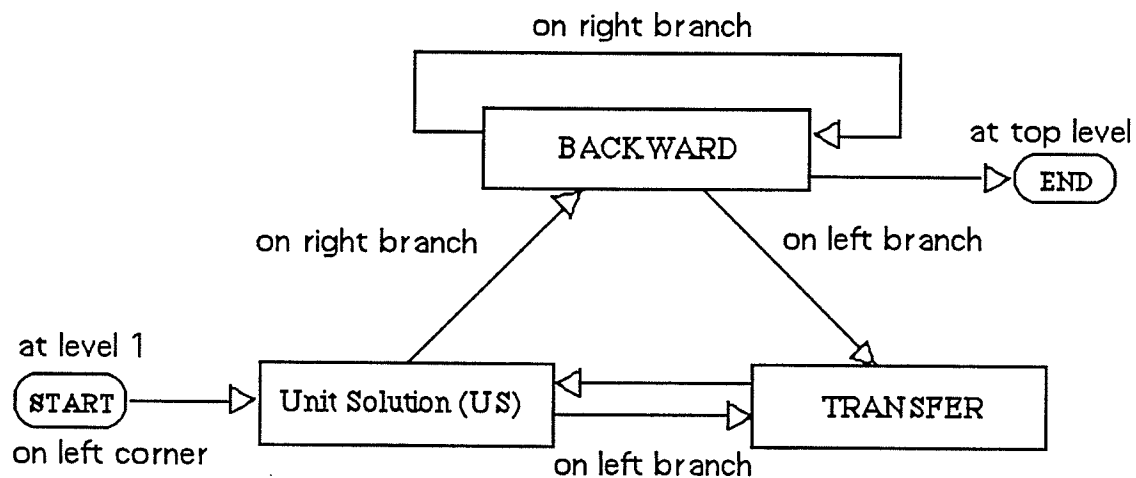 on right branch
BACKWARD
at top level
END
on right branch
on left branch
at level 1
START
Unit Solution (US)
TRANSFER
on left corner
on left branch